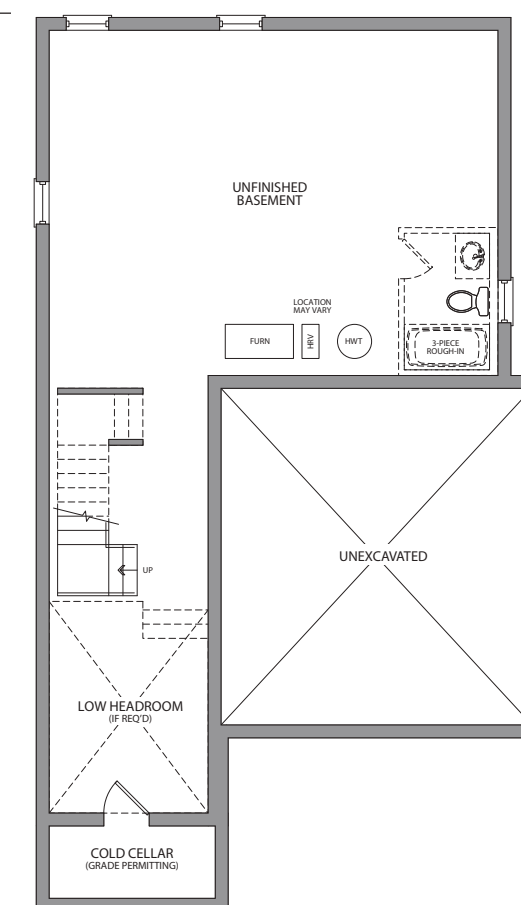 UNFINISHED
BASEMENT
LOCATION
MAY VARY
FURN
HRV
HWT
3-PIECE
ROUGH-IN
UNEXCAVATED
UP
LOW HEADROOM
(IF REQ'D)
COLD CELLAR
(GRADE PERMITTING)